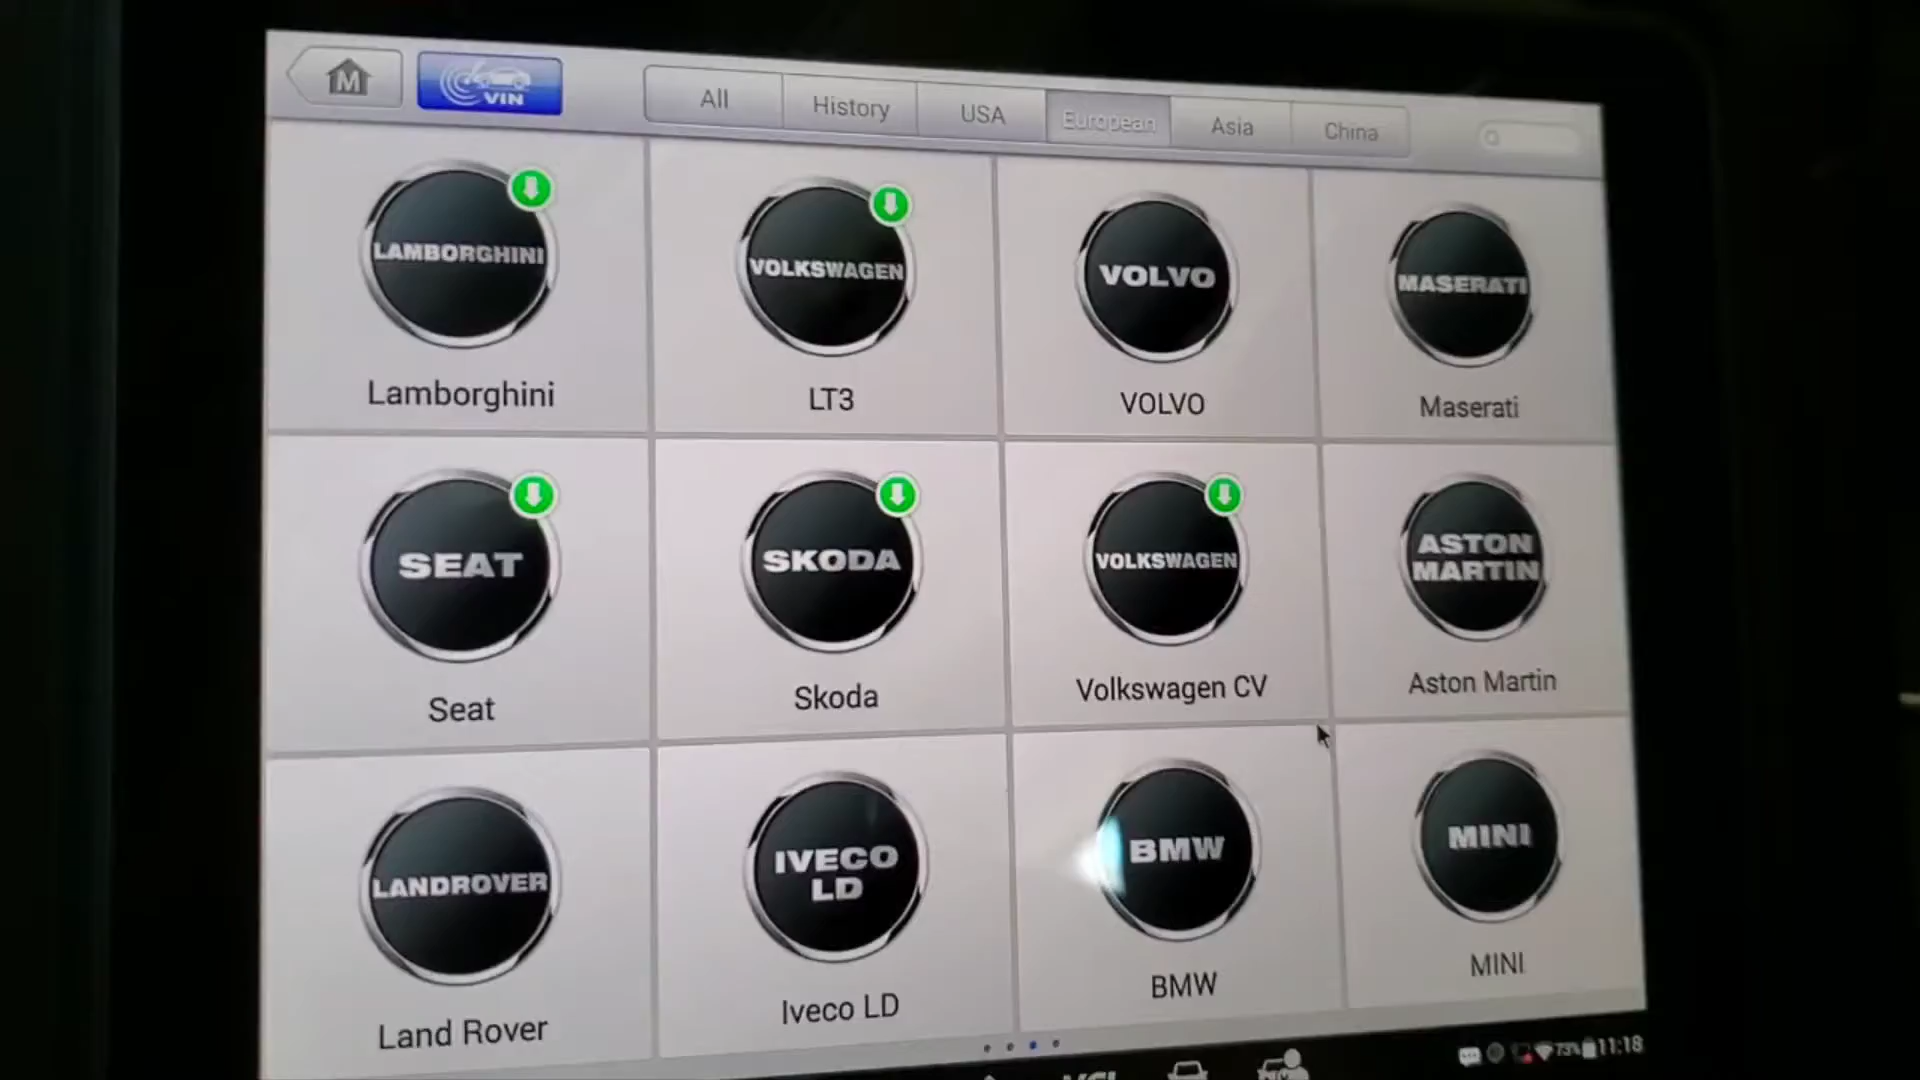 M
VIN
All
History
USA
European
Asia
China
LAMBORGHINI
Lamborghini
VOLKSWAGEN
LT3
VOLVO
VOLVO
MASERATI
Maserati
SEAT
Seat
SKODA
Skoda
VOLKSWAGEN
Volkswagen CV
ASTON
MARTIN
Aston Martin
LANDROVER
Land Rover
IVECO
LD
Iveco LD
BMW
BMW
MINI
MINI
73%
11:18